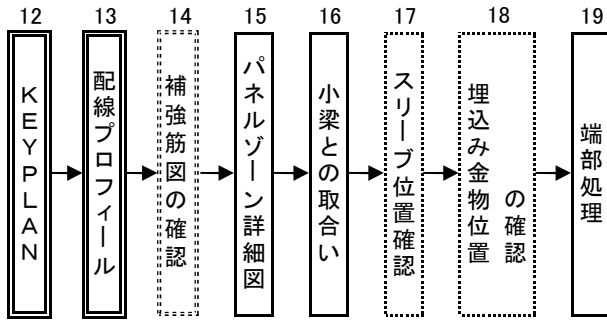 12
KEYPLAN
13
配線プロフィール
14
補強筋図の確認
15
パネルゾーン詳細図
16
小梁との取合い
17
スリーブ位置確認
18
埋込み金物位置
の確認
19
端部処理